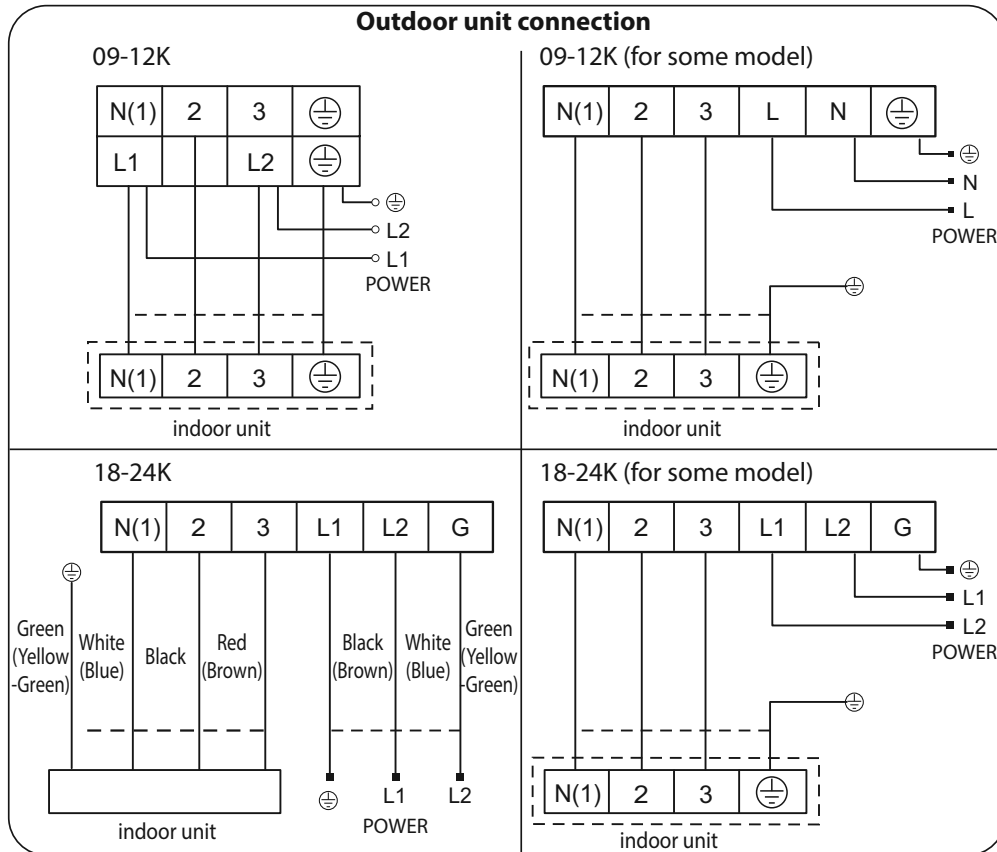 Outdoor unit connection
09-12K
N(1) 2 3
L1 L2
L2
L1
POWER
N(1) 2 3
indoor unit
09-12K (for some model)
N(1) 2 3 L N
N
L
POWER
N(1) 2 3
indoor unit
18-24K
N(1) 2 3 L1 L2 G
Green
(Yellow
-Green)
White
(Blue)
Black
Red
(Brown)
Black
(Brown)
White
(Blue)
Green
(Yellow
-Green)
L1 L2
POWER
indoor unit
18-24K (for some model)
N(1) 2 3 L1 L2 G
L1
L2
POWER
N(1) 2 3
indoor unit